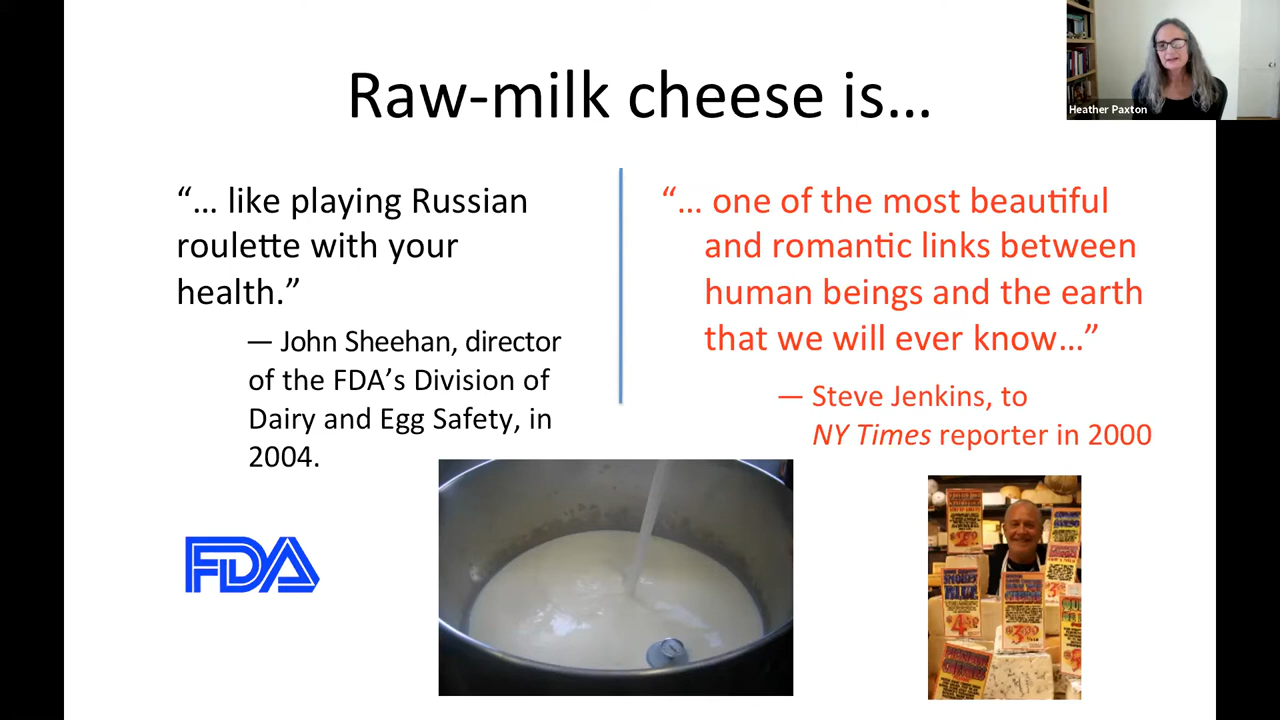 Raw-milk cheese is…
Heather Paxton
“… like playing Russian
roulette with your
health.”
— John Sheehan, director
of the FDA’s Division of
Dairy and Egg Safety, in
2004.
“… one of the most beautiful
and romantic links between
human beings and the earth
that we will ever know…”
— Steve Jenkins, to
NY Times reporter in 2000
FDA
SMOKEY
BLUE